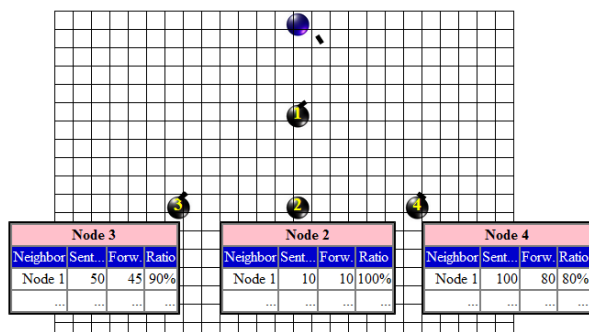 1
3
2
4
Node 3
Neighbor Sent... Forw. Ratio
Node 1 50 45 90%
... ... ... ...
Node 2
Neighbor Sent... Forw. Ratio
Node 1 10 10 100%
... ... ... ...
Node 4
Neighbor Sent... Forw. Ratio
Node 1 100 80 80%
... ... ... ...